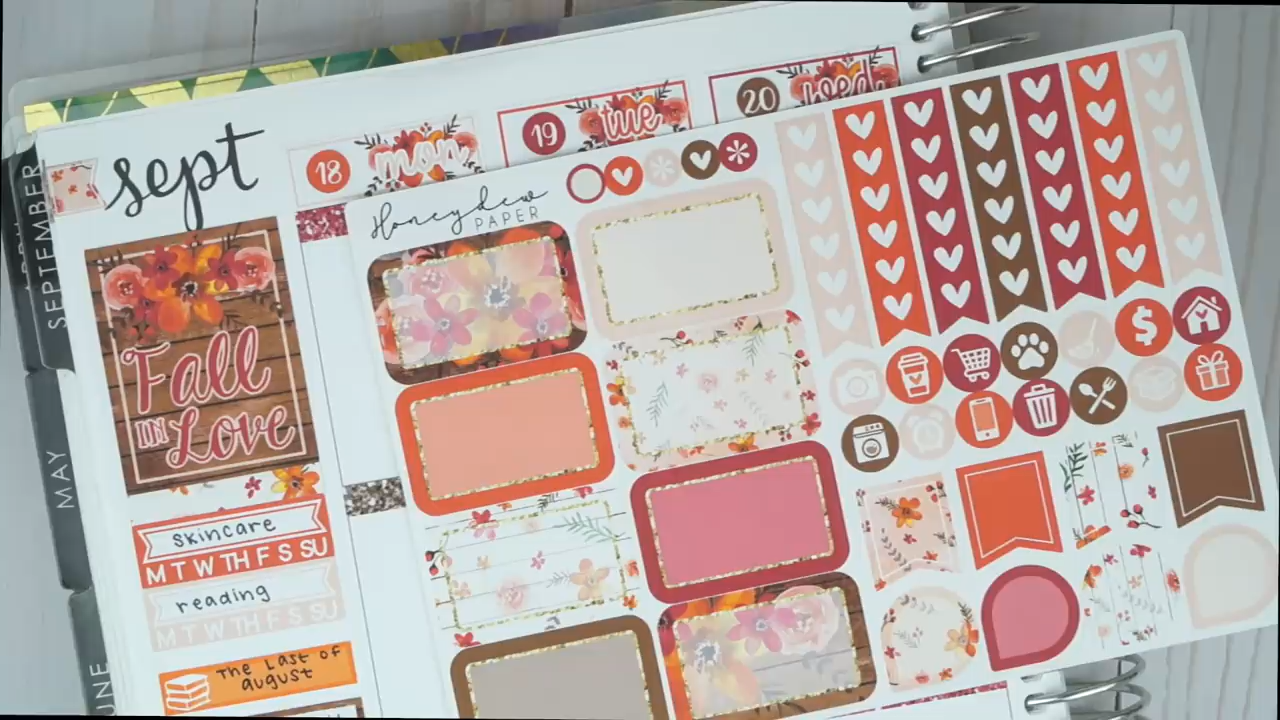 sept
18 mon
19 tue
20 wed
Honeydew
PAPER
SEPTEMBER
Fall
IN
Love
skincare
M T W TH F S SU
reading
M T W TH F S SU
The Last of
august
MAY
$